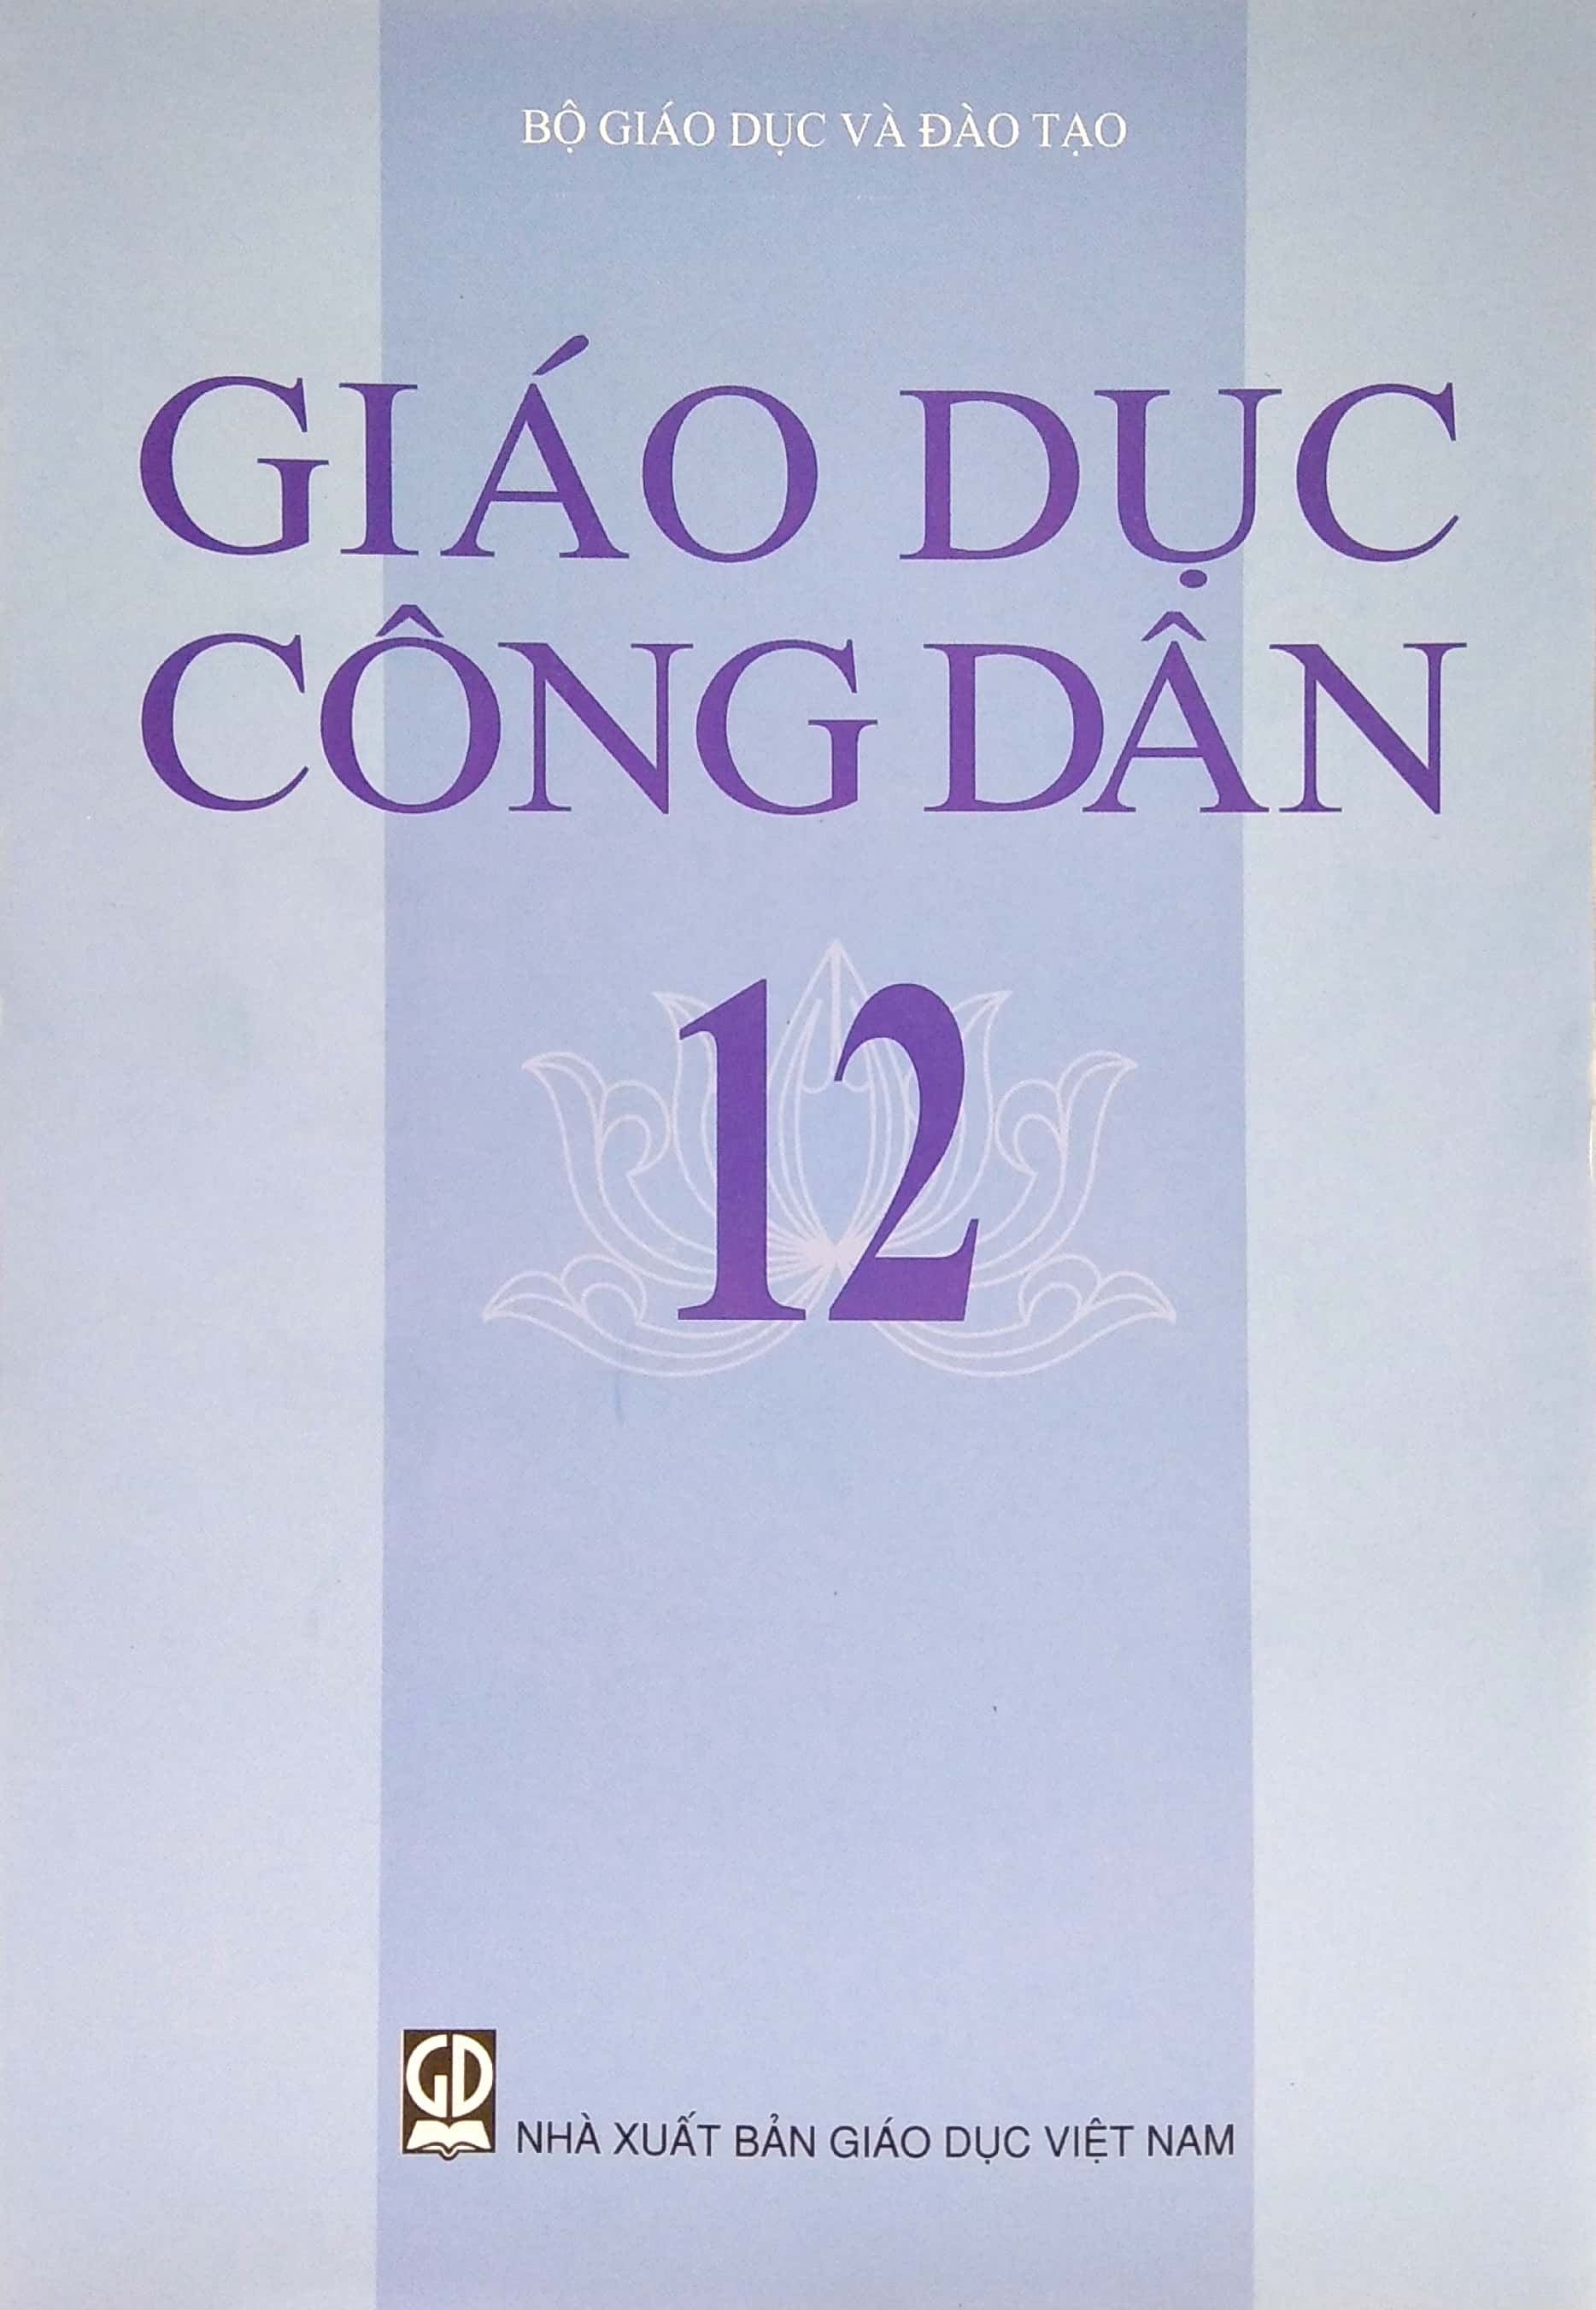 BỘ GIÁO DỤC VÀ ĐÀO TẠO
GIÁO DỤC
CÔNG DÂN
12
GD
NHÀ XUẤT BẢN GIÁO DỤC VIỆT NAM